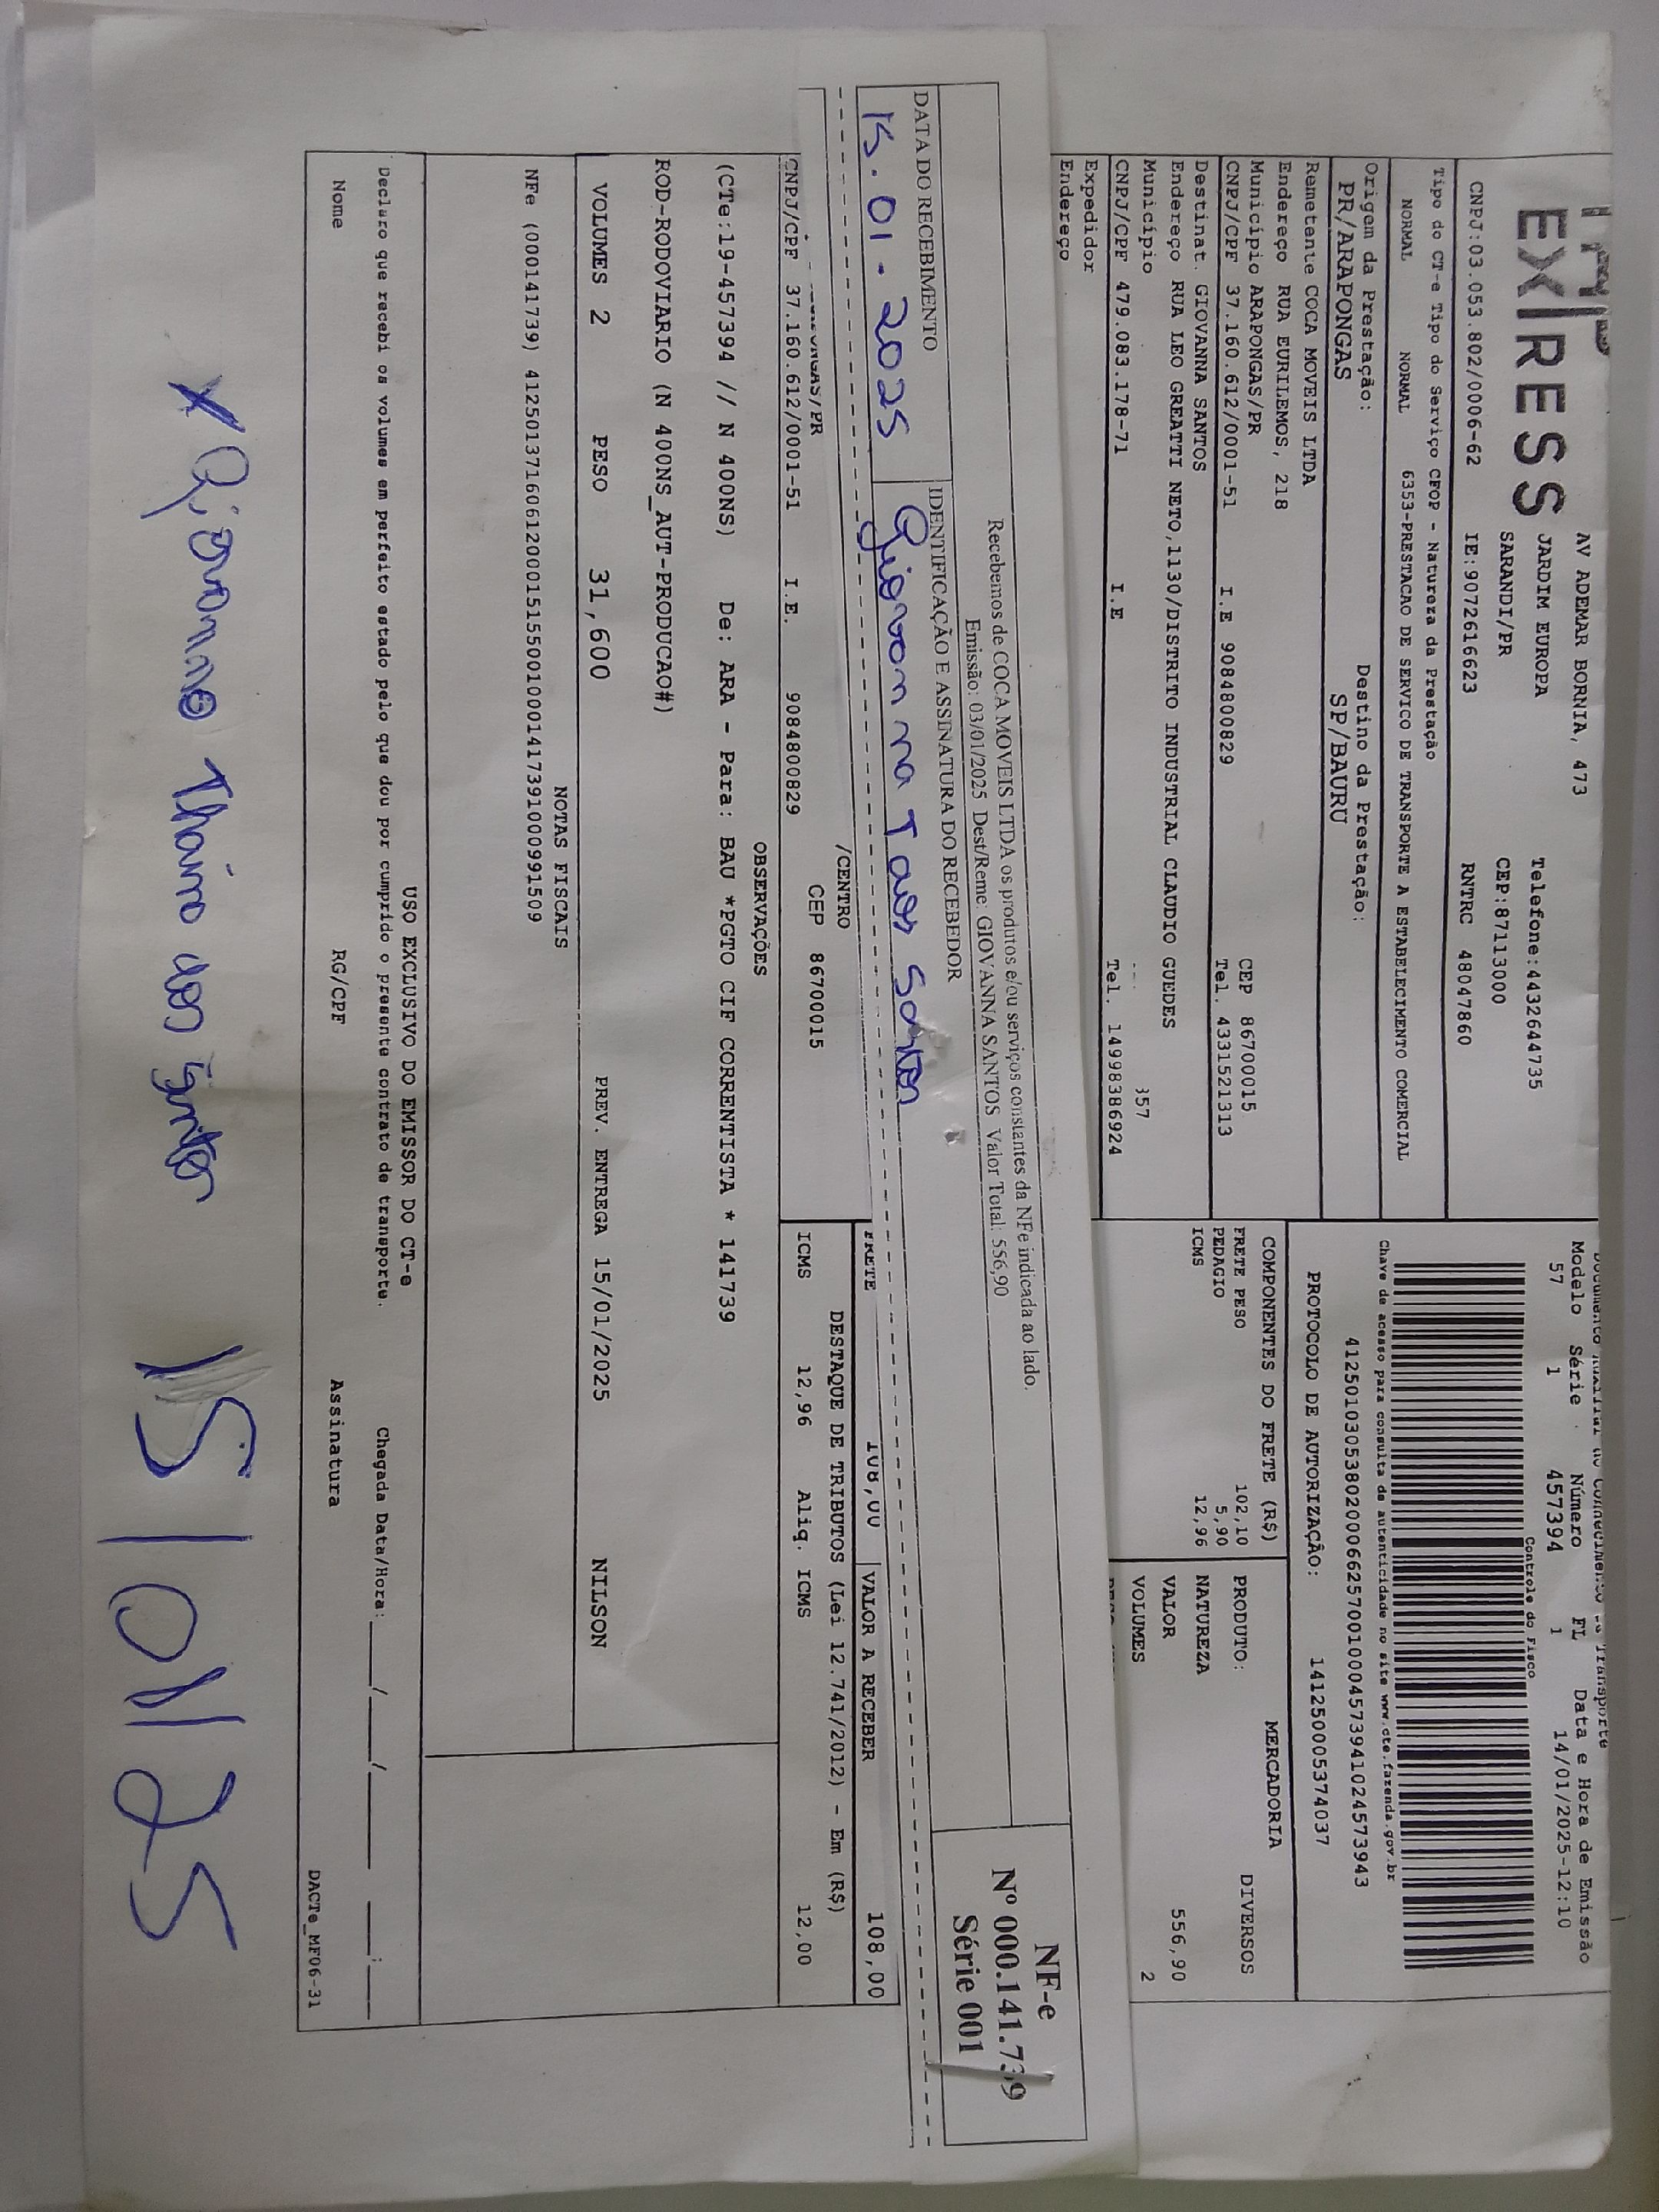 EXPRESS
AV ADEMAR BORNIA, 473
JARDIM EUROPA
SARANDI/PR
Telefone:4432644735
CEP:87113000
CNPJ:03.053.802/0006-62 IE:9072616623 RNTRC 48047860
Tipo do CT-e Tipo do Serviço CFOP - Natureza da Prestação
NORMAL NORMAL 6353-PRESTACAO DE SERVICO DE TRANSPORTE A ESTABELECIMENTO COMERCIAL
Origem da Prestação: Destino da Prestação:
PR/ARAPONGAS SP/BAURU
Remetente COCA MOVEIS LTDA
Endereço RUA EURILEMOS, 218
Município ARAPONGAS/PR CEP 86700015
CNPJ/CPF 37.160.612/0001-51 I.E 9084800829 Tel. 4331521313
Destinat. GIOVANNA SANTOS
Endereço RUA LEO GREATTI NETO,1130/DISTRITO INDUSTRIAL CLAUDIO GUEDES
Município 357
CNPJ/CPF 479.083.178-71 I.E Tel. 14998386924
Expedidor
Endereço
Documento Auxiliar do Conhecimento de Transporte
Modelo Série Número FL Data e Hora de Emissão
57 1 457394 1 14/01/2025-12:10
Controle do Fisco
Chave de acesso para consulta de autenticidade no site www.cte.fazenda.gov.br
41250103053802000662570010004573941024573943
PROTOCOLO DE AUTORIZAÇÃO: 141250005374037
COMPONENTES DO FRETE (R$)
FRETE PESO 102,10
PEDAGIO 5,90
ICMS 12,96
MERCADORIA
PRODUTO: DIVERSOS
NATUREZA
VALOR 556,90
VOLUMES 2
Recebemos de COCA MOVEIS LTDA os produtos e/ou serviços constantes da NFe indicada ao lado.
Emissão: 03/01/2025 Dest/Reme: GIOVANNA SANTOS Valor Total: 556,90
DATA DO RECEBIMENTO IDENTIFICAÇÃO E ASSINATURA DO RECEBEDOR
15.01.2025
NF-e
Nº 000.141.739
Série 001
/CENTRO
CEP 86700015
CNPJ/CPF 37.160.612/0001-51 I.E. 9084800829
FRETE 108,00 VALOR A RECEBER 108,00
DESTAQUE DE TRIBUTOS (Lei 12.741/2012) - Em (R$)
ICMS 12,96 Aliq. ICMS 12,00
OBSERVAÇÕES
(CTe:19-457394 // N 400NS) De: ARA - Para: BAU *PGTO CIF CORRENTISTA * 141739
ROD-RODOVIARIO (N 400NS_AUT-PRODUCAO#)
VOLUMES 2 PESO 31,600 PREV. ENTREGA 15/01/2025 NILSON
NOTAS FISCAIS
NFe (000141739) 41250137160612000151550010001417391000991509
USO EXCLUSIVO DO EMISSOR DO CT-e
Declaro que recebi os volumes em perfeito estado pelo que dou por cumprido o presente contrato de transporte. Chegada Data/Hora:___/___/_____ ___:___
Nome RG/CPF Assinatura
DACTe_MF06-31
15/01/25